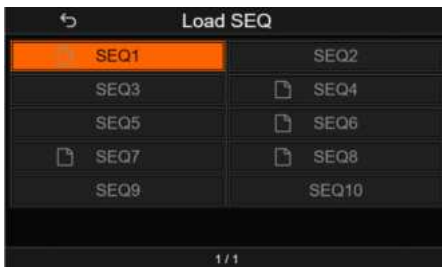 Load SEQ
SEQ1 SEQ2
SEQ3 SEQ4
SEQ5 SEQ6
SEQ7 SEQ8
SEQ9 SEQ10
1/1